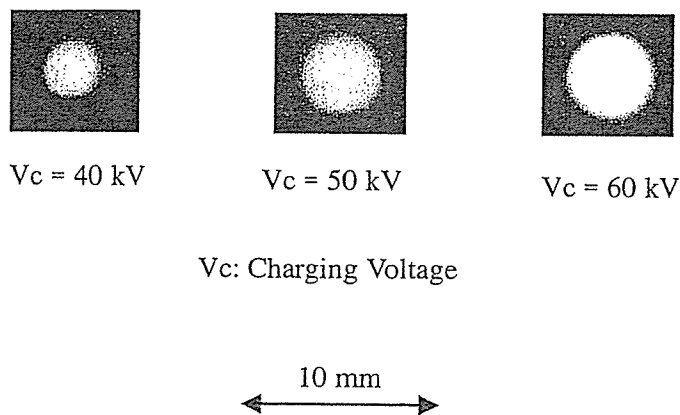 Vc = 40 kV
Vc = 50 kV
Vc = 60 kV
Vc: Charging Voltage
10 mm